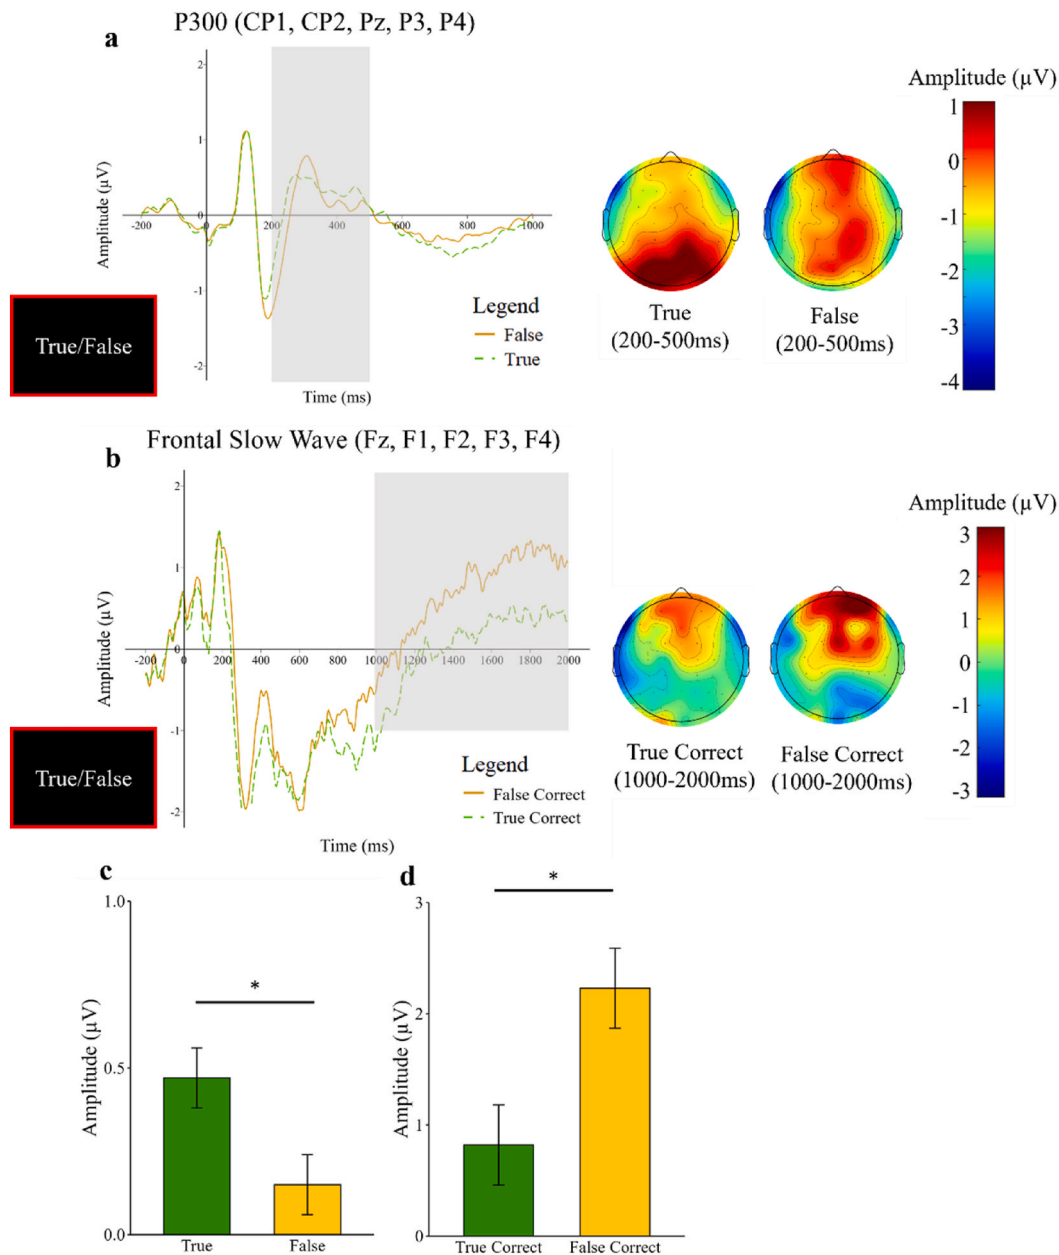 a
P300 (CP1, CP2, Pz, P3, P4)
Amplitude (µV)
2
1
0
-1
-2
-200
0
200
400
600
800
1000
Time (ms)
Legend
False
True
True/False
True
(200-500ms)
False
(200-500ms)
Amplitude (µV)
1
0
-1
-2
-3
-4
b
Frontal Slow Wave (Fz, F1, F2, F3, F4)
Amplitude (µV)
2
1
0
-1
-2
-200
0
200
400
600
800
1000
1200
1400
1600
1800
2000
Time (ms)
Legend
False Correct
True Correct
True/False
True Correct
(1000-2000ms)
False Correct
(1000-2000ms)
Amplitude (µV)
3
2
1
0
-1
-2
-3
c
Amplitude (µV)
1.0
0.5
0.0
*
True
False
d
Amplitude (µV)
3
2
1
0
*
True Correct
False Correct